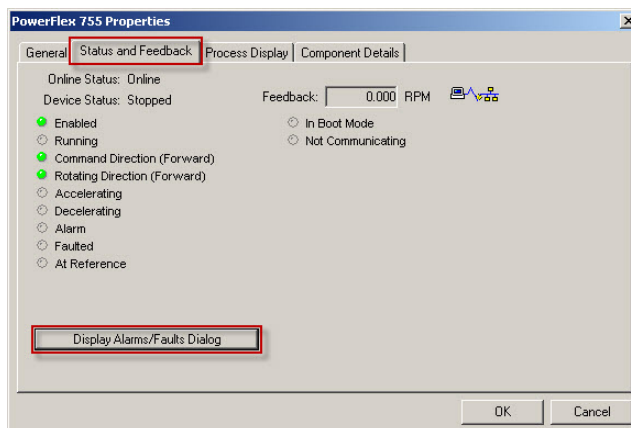 PowerFlex 755 Properties
General Status and Feedback Process Display Component Details
Online Status: Online
Device Status: Stopped
Feedback: 0.000 RPM
Enabled
In Boot Mode
Running
Not Communicating
Command Direction (Forward)
Rotating Direction (Forward)
Accelerating
Decelerating
Alarm
Faulted
At Reference
Display Alarms/Faults Dialog
OK Cancel